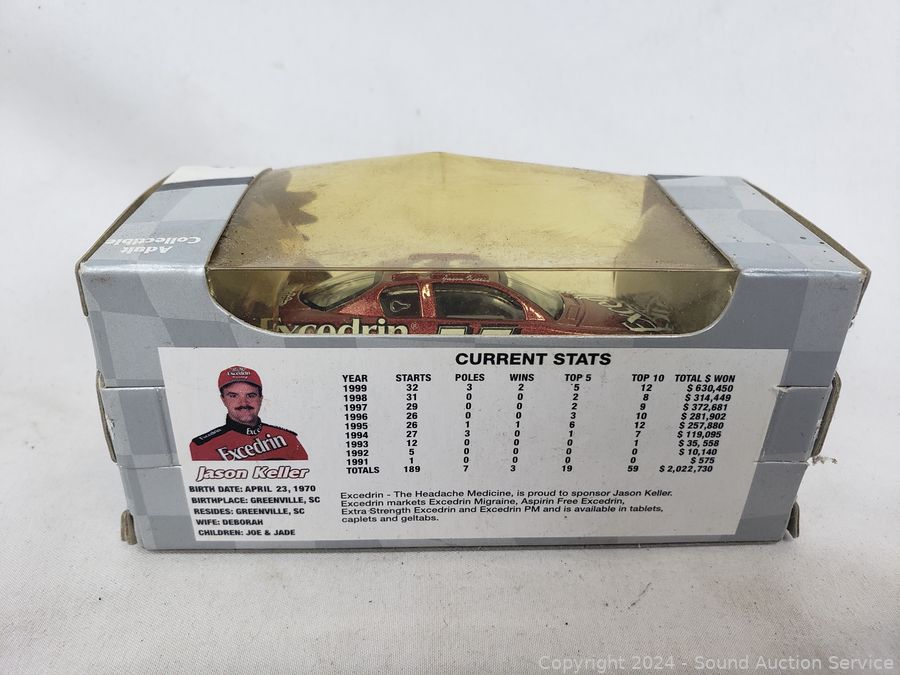 Adult
Collectible
Jason Keller
Excedrin®
CURRENT STATS
YEAR STARTS POLES WINS TOP 5 TOP 10 TOTAL $ WON
1999 32 3 2 5 12 $ 630,450
1998 31 0 0 2 8 $ 314,449
1997 29 0 0 2 9 $ 372,681
1996 26 0 0 3 10 $ 281,902
1995 26 1 1 6 12 $ 257,880
1994 27 3 0 1 7 $ 119,095
1993 12 0 0 0 1 $ 35,558
1992 5 0 0 0 0 $ 10,140
1991 1 0 0 0 0 $ 575
TOTALS 189 7 3 19 59 $ 2,022,730
Excedrin
Excedrin
Jason Keller
BIRTH DATE: APRIL 23, 1970
BIRTHPLACE: GREENVILLE, SC
RESIDES: GREENVILLE, SC
WIFE: DEBORAH
CHILDREN: JOE & JADE
Excedrin - The Headache Medicine, is proud to sponsor Jason Keller.
Excedrin markets Excedrin Migraine, Aspirin Free Excedrin,
Extra Strength Excedrin and Excedrin PM and is available in tablets,
caplets and geltabs.
Copyright © 2024 - Sound Auction Service